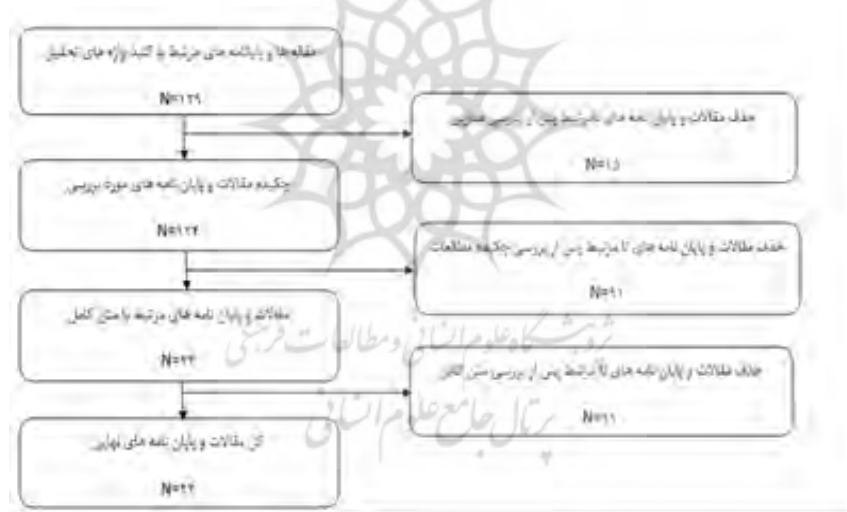 مقاله‌ها و پایانامه های مرتبط با کلید واژه های تحقیق
N=۱۳۹
حذف مقالات و پایان نامه های نامرتبط پس از بررسی عناوین
N=۱۵
چکیده مقالات و پایان نامه های مورد بررسی
N=۱۲۴
حذف مقالات و پایان نامه های نا مرتبط پس از بررسی چکیده مطالعات
N=۹۱
مقالات و پایان نامه های مرتبط با متن کامل
N=۳۳
حذف مقالات و پایان نامه های نا مرتبط پس از بررسی متن کامل
N=۱۱
کل مقالات و پایان نامه های نهایی
N=۲۲
پژوهشگاه علوم انسانی و مطالعات فرهنگی
پرتال جامع علوم انسانی